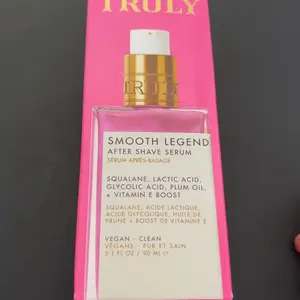 TRULY
TRULY
SMOOTH LEGEND
AFTER SHAVE SERUM
SÉRUM APRÈS-RASAGE
SQUALANE, LACTIC ACID,
GLYCOLIC ACID, PLUM OIL,
+ VITAMIN E BOOST
SQUALANE, ACIDE LACTIQUE,
ACIDE GLYCOLIQUE, HUILE DE
PRUNE + BOOST DE VITAMINE E
VEGAN - CLEAN
VÉGANE - PUR ET SAIN
3.1 FL OZ / 90 ML ℮